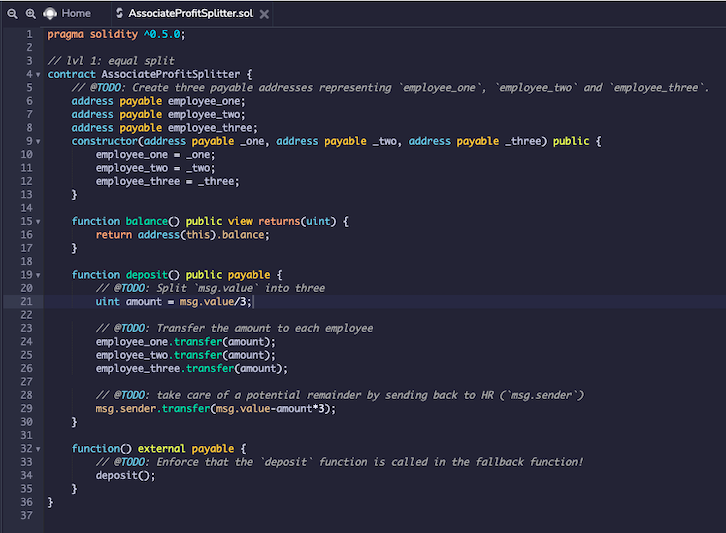 Home AssociateProfitSplitter.sol
1 pragma solidity ^0.5.0;
2
3 // lvl 1: equal split
4 contract AssociateProfitSplitter {
5 // @TODO: Create three payable addresses representing `employee_one`, `employee_two` and `employee_three`.
6 address payable employee_one;
7 address payable employee_two;
8 address payable employee_three;
9 constructor(address payable _one, address payable _two, address payable _three) public {
10 employee_one = _one;
11 employee_two = _two;
12 employee_three = _three;
13 }
14
15 function balance() public view returns(uint) {
16 return address(this).balance;
17 }
18
19 function deposit() public payable {
20 // @TODO: Split `msg.value` into three
21 uint amount = msg.value/3;
22
23 // @TODO: Transfer the amount to each employee
24 employee_one.transfer(amount);
25 employee_two.transfer(amount);
26 employee_three.transfer(amount);
27
28 // @TODO: take care of a potential remainder by sending back to HR (`msg.sender`)
29 msg.sender.transfer(msg.value-amount*3);
30 }
31
32 function() external payable {
33 // @TODO: Enforce that the `deposit` function is called in the fallback function!
34 deposit();
35 }
36 }
37